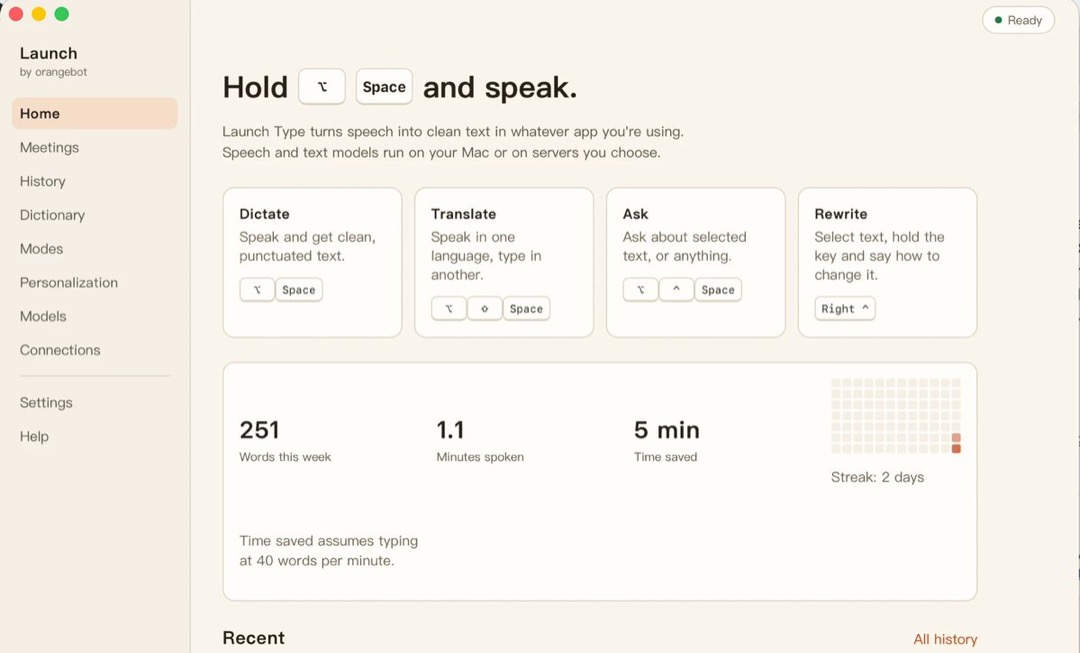 Ready
Launch
by orangebot
Home
Meetings
History
Dictionary
Modes
Personalization
Models
Connections
Settings
Help
Hold ⌥ Space and speak.
Launch Type turns speech into clean text in whatever app you're using.
Speech and text models run on your Mac or on servers you choose.
Dictate
Speak and get clean,
punctuated text.
⌥ Space
Translate
Speak in one
language, type in
another.
⌥ ⇧ Space
Ask
Ask about selected
text, or anything.
⌥ ^ Space
Rewrite
Select text, hold the
key and say how to
change it.
Right ^
251
Words this week
1.1
Minutes spoken
5 min
Time saved
Streak: 2 days
Time saved assumes typing
at 40 words per minute.
Recent
All history